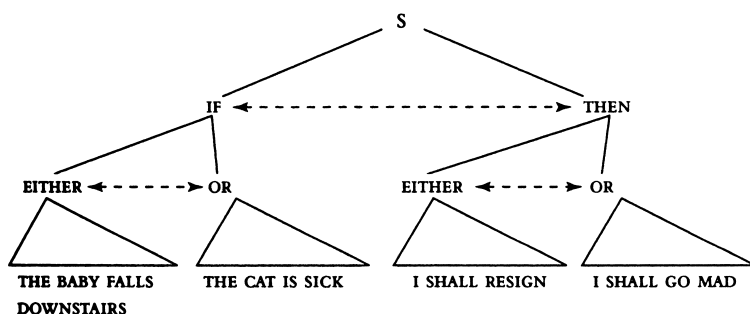 S
IF THEN
EITHER OR EITHER OR
THE BABY FALLS DOWNSTAIRS
THE CAT IS SICK
I SHALL RESIGN
I SHALL GO MAD